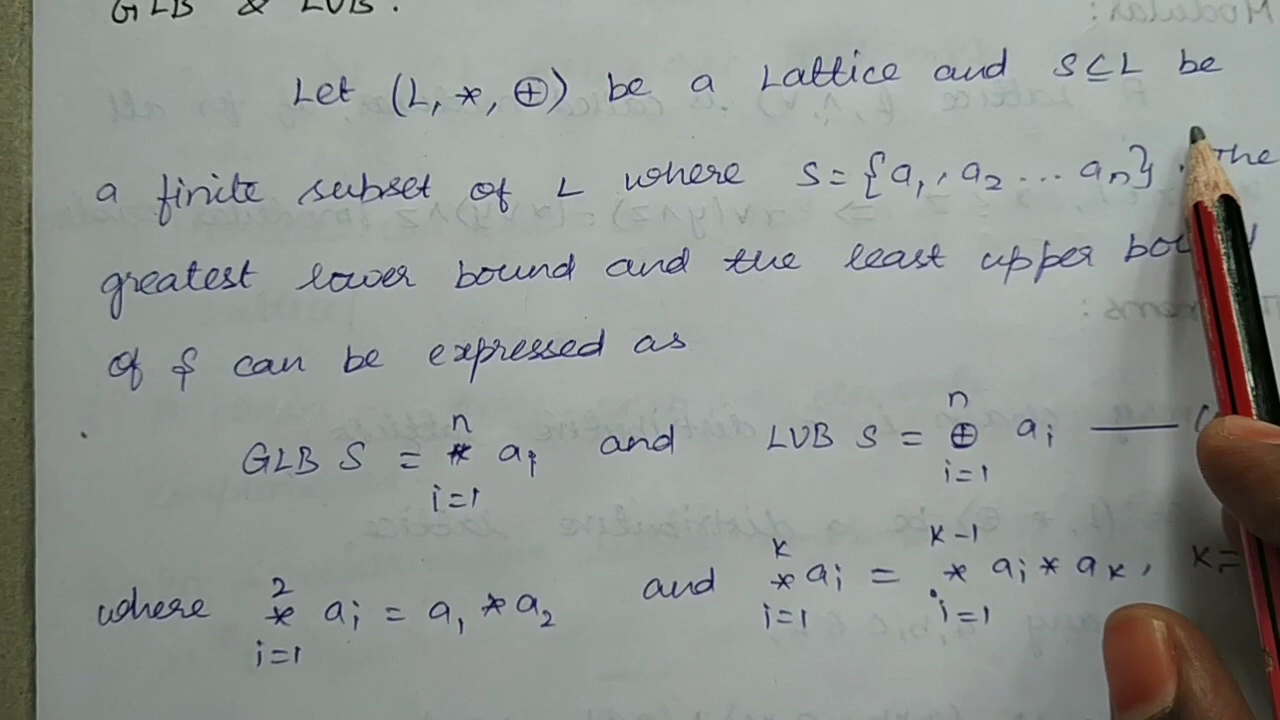 GLB & LUB.
Let (L, *, ⊕) be a Lattice and S⊆L be
a finite subset of L where S = {a₁, a₂ ... aₙ}. The
greatest lower bound and the least upper
of S can be expressed as
GLB S = *ⁿᵢ₌₁ aᵢ and LUB S = ⊕ⁿᵢ₌₁ aᵢ —
where *²ᵢ₌₁ aᵢ = a₁ * a₂ and *ᴷᵢ₌₁ aᵢ = *ᴷ⁻¹ᵢ₌₁ aᵢ * aₖ, K=